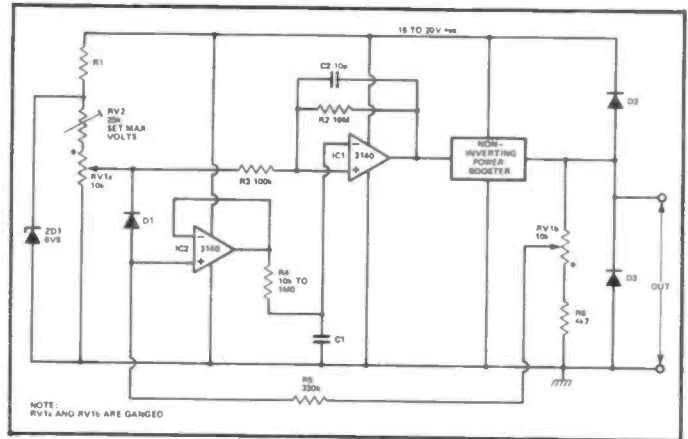 16 TO 20V +ve
R1
C2 10p
D2
RV2
25k
SET MAX
VOLTS
R2 10M
IC1
3140
NON-
INVERTING
POWER
BOOSTER
RV1a
10k
R3 100k
D1
IC2
3140
RV1b
10k
ZD1
6V8
R4
10k TO
1M0
D3
OUT
R6
4k7
C1
R5
330k
NOTE:
RV1a AND RV1b ARE GANGED